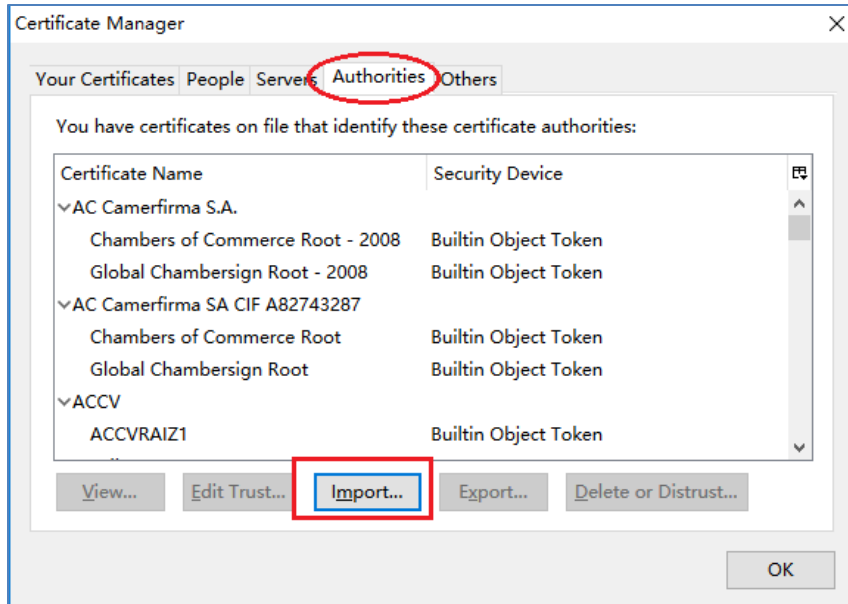 Certificate Manager
Your Certificates People Servers Authorities Others
You have certificates on file that identify these certificate authorities:
Certificate Name Security Device
AC Camerfirma S.A.
Chambers of Commerce Root - 2008 Builtin Object Token
Global Chambersign Root - 2008 Builtin Object Token
AC Camerfirma SA CIF A82743287
Chambers of Commerce Root Builtin Object Token
Global Chambersign Root Builtin Object Token
ACCV
ACCVRAIZ1 Builtin Object Token
View... Edit Trust... Import... Export... Delete or Distrust...
OK